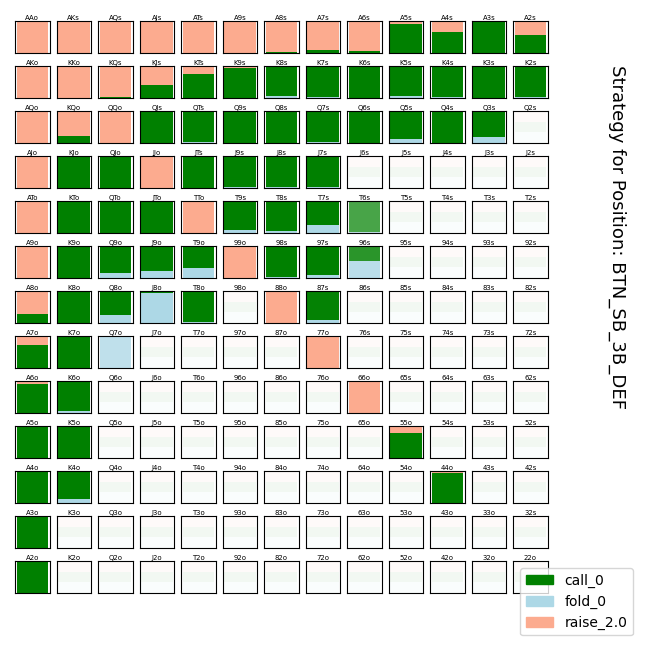 AAo AKs AQs AJs ATs A9s A8s A7s A6s A5s A4s A3s A2s
AKo KKo KQs KJs KTs K9s K8s K7s K6s K5s K4s K3s K2s
AQo KQo QQo QJs QTs Q9s Q8s Q7s Q6s Q5s Q4s Q3s Q2s
AJo KJo QJo JJo JTs J9s J8s J7s J6s J5s J4s J3s J2s
ATo KTo QTo JTo TTo T9s T8s T7s T6s T5s T4s T3s T2s
A9o K9o Q9o J9o T9o 99o 98s 97s 96s 95s 94s 93s 92s
A8o K8o Q8o J8o T8o 98o 88o 87s 86s 85s 84s 83s 82s
A7o K7o Q7o J7o T7o 97o 87o 77o 76s 75s 74s 73s 72s
A6o K6o Q6o J6o T6o 96o 86o 76o 66o 65s 64s 63s 62s
A5o K5o Q5o J5o T5o 95o 85o 75o 65o 55o 54s 53s 52s
A4o K4o Q4o J4o T4o 94o 84o 74o 64o 54o 44o 43s 42s
A3o K3o Q3o J3o T3o 93o 83o 73o 63o 53o 43o 33o 32s
A2o K2o Q2o J2o T2o 92o 82o 72o 62o 52o 42o 32o 22o
Strategy for Position: BTN_SB_3B_DEF
call_0
fold_0
raise_2.0